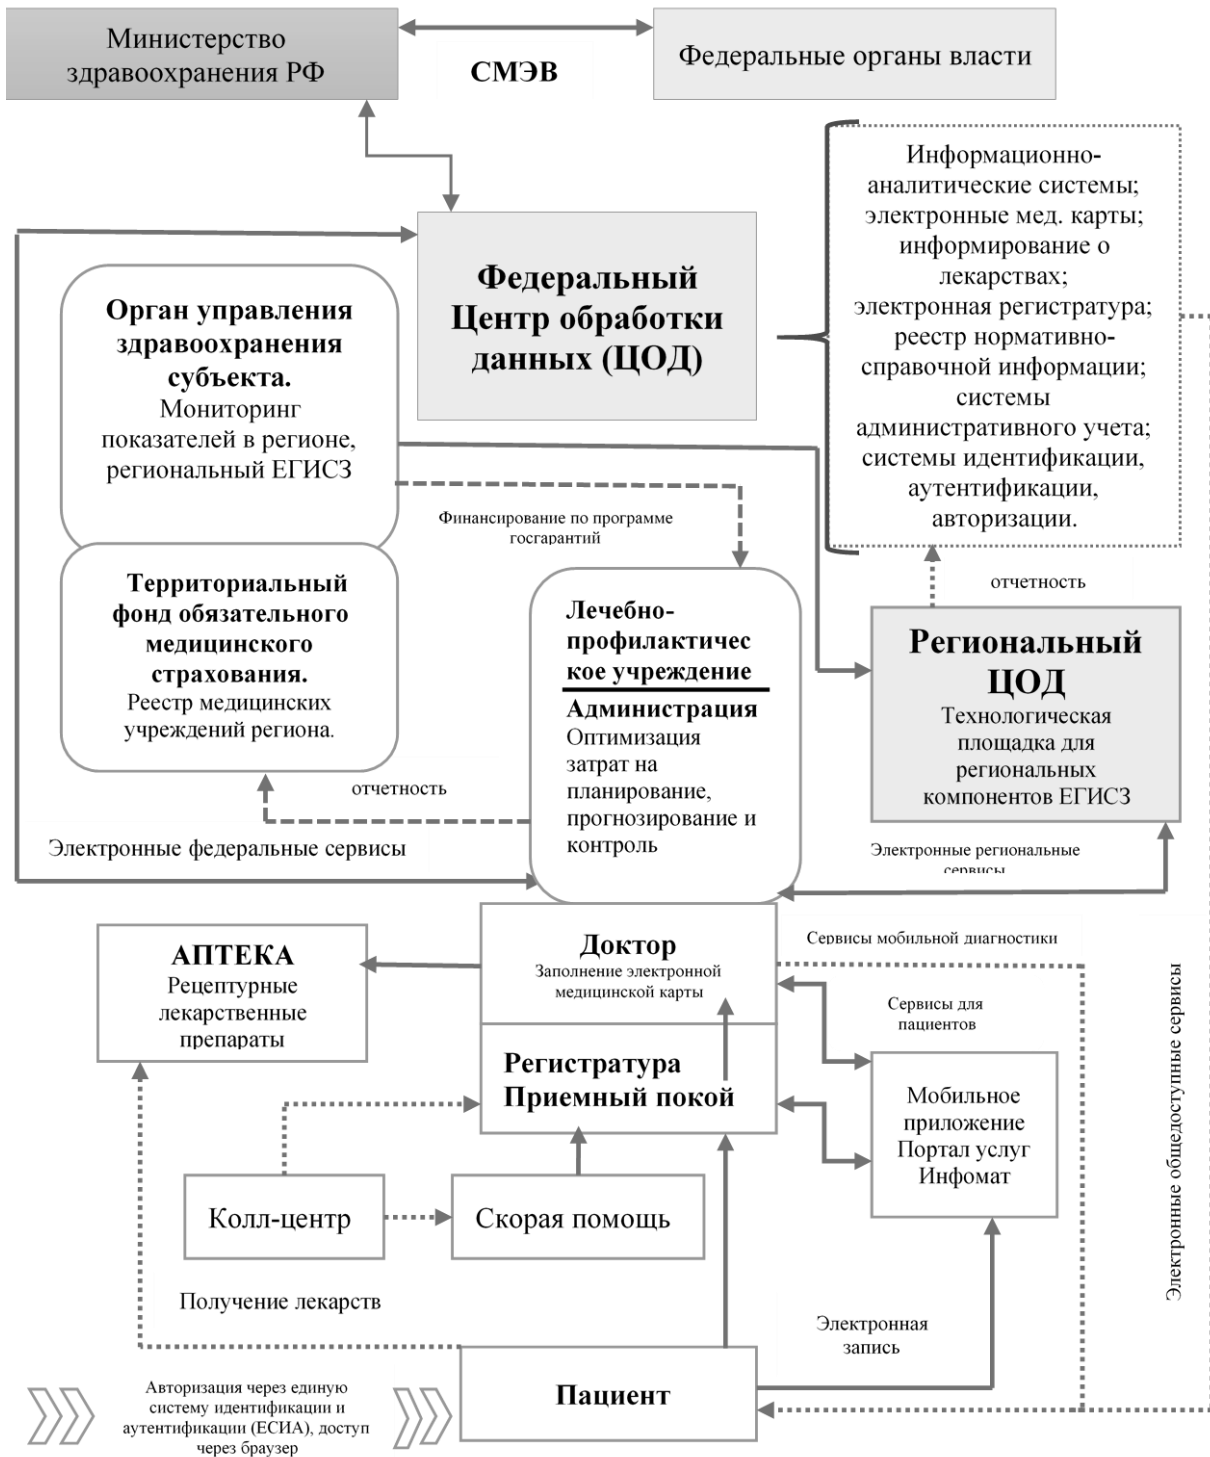 Министерство
здравоохранения РФ
СМЭВ
Федеральные органы власти
Информационно-
аналитические системы;
электронные мед. карты;
информирование о
лекарствах;
электронная регистратура;
реестр нормативно-
справочной информации;
системы
административного учета;
системы идентификации,
аутентификации,
авторизации.
Федеральный
Центр обработки
данных (ЦОД)
Орган управления
здравоохранения
субъекта.
Мониторинг
показателей в регионе,
региональный ЕГИСЗ
Финансирование по программе
госгарантий
Территориальный
фонд обязательного
медицинского
страхования.
Реестр медицинских
учреждений региона.
Лечебно-
профилактичес
кое учреждение
Администрация
Оптимизация
затрат на
планирование,
прогнозирование и
контроль
отчетность
Региональный
ЦОД
Технологическая
площадка для
региональных
компонентов ЕГИСЗ
отчетность
Электронные федеральные сервисы
Электронные региональные
сервисы
АПТЕКА
Рецептурные
лекарственные
препараты
Доктор
Заполнение электронной
медицинской карты
Сервисы мобильной диагностики
Сервисы для
пациентов
Регистратура
Приемный покой
Мобильное
приложение
Портал услуг
Инфомат
Электронные общедоступные сервисы
Колл-центр
Скорая помощь
Получение лекарств
Электронная
запись
Пациент
Авторизация через единую
систему идентификации и
аутентификации (ЕСИА), доступ
через браузер